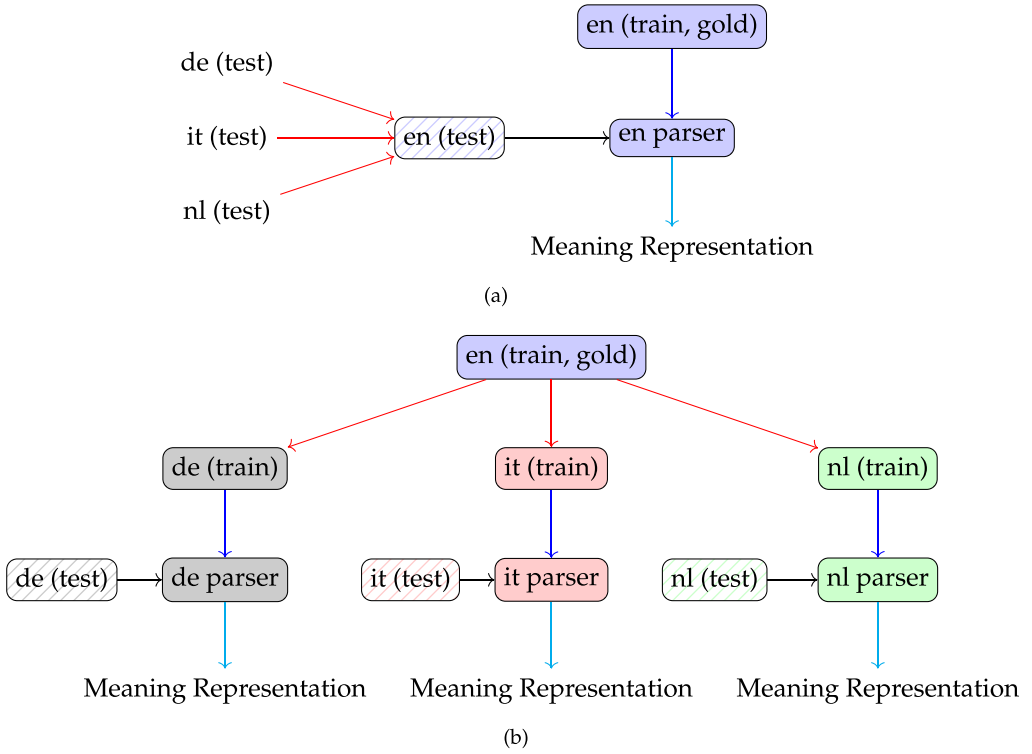 en (train, gold)
de (test)
it (test)
en (test)
en parser
nl (test)
Meaning Representation
(a)
en (train, gold)
de (train)
it (train)
nl (train)
de (test)
de parser
it (test)
it parser
nl (test)
nl parser
Meaning Representation
Meaning Representation
Meaning Representation
(b)